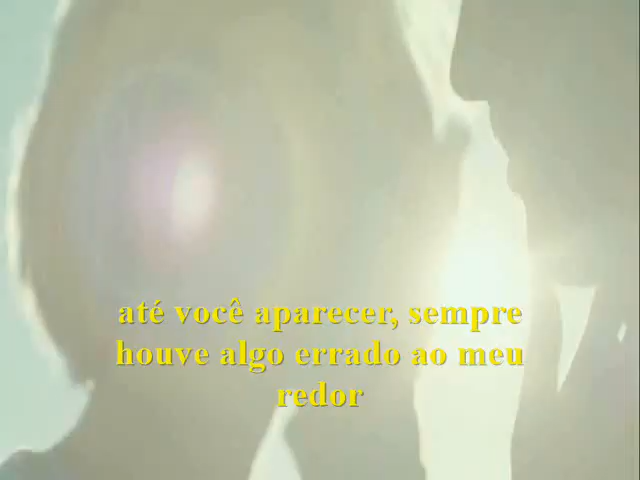 até você aparecer, sempre
houve algo errado ao meu
redor